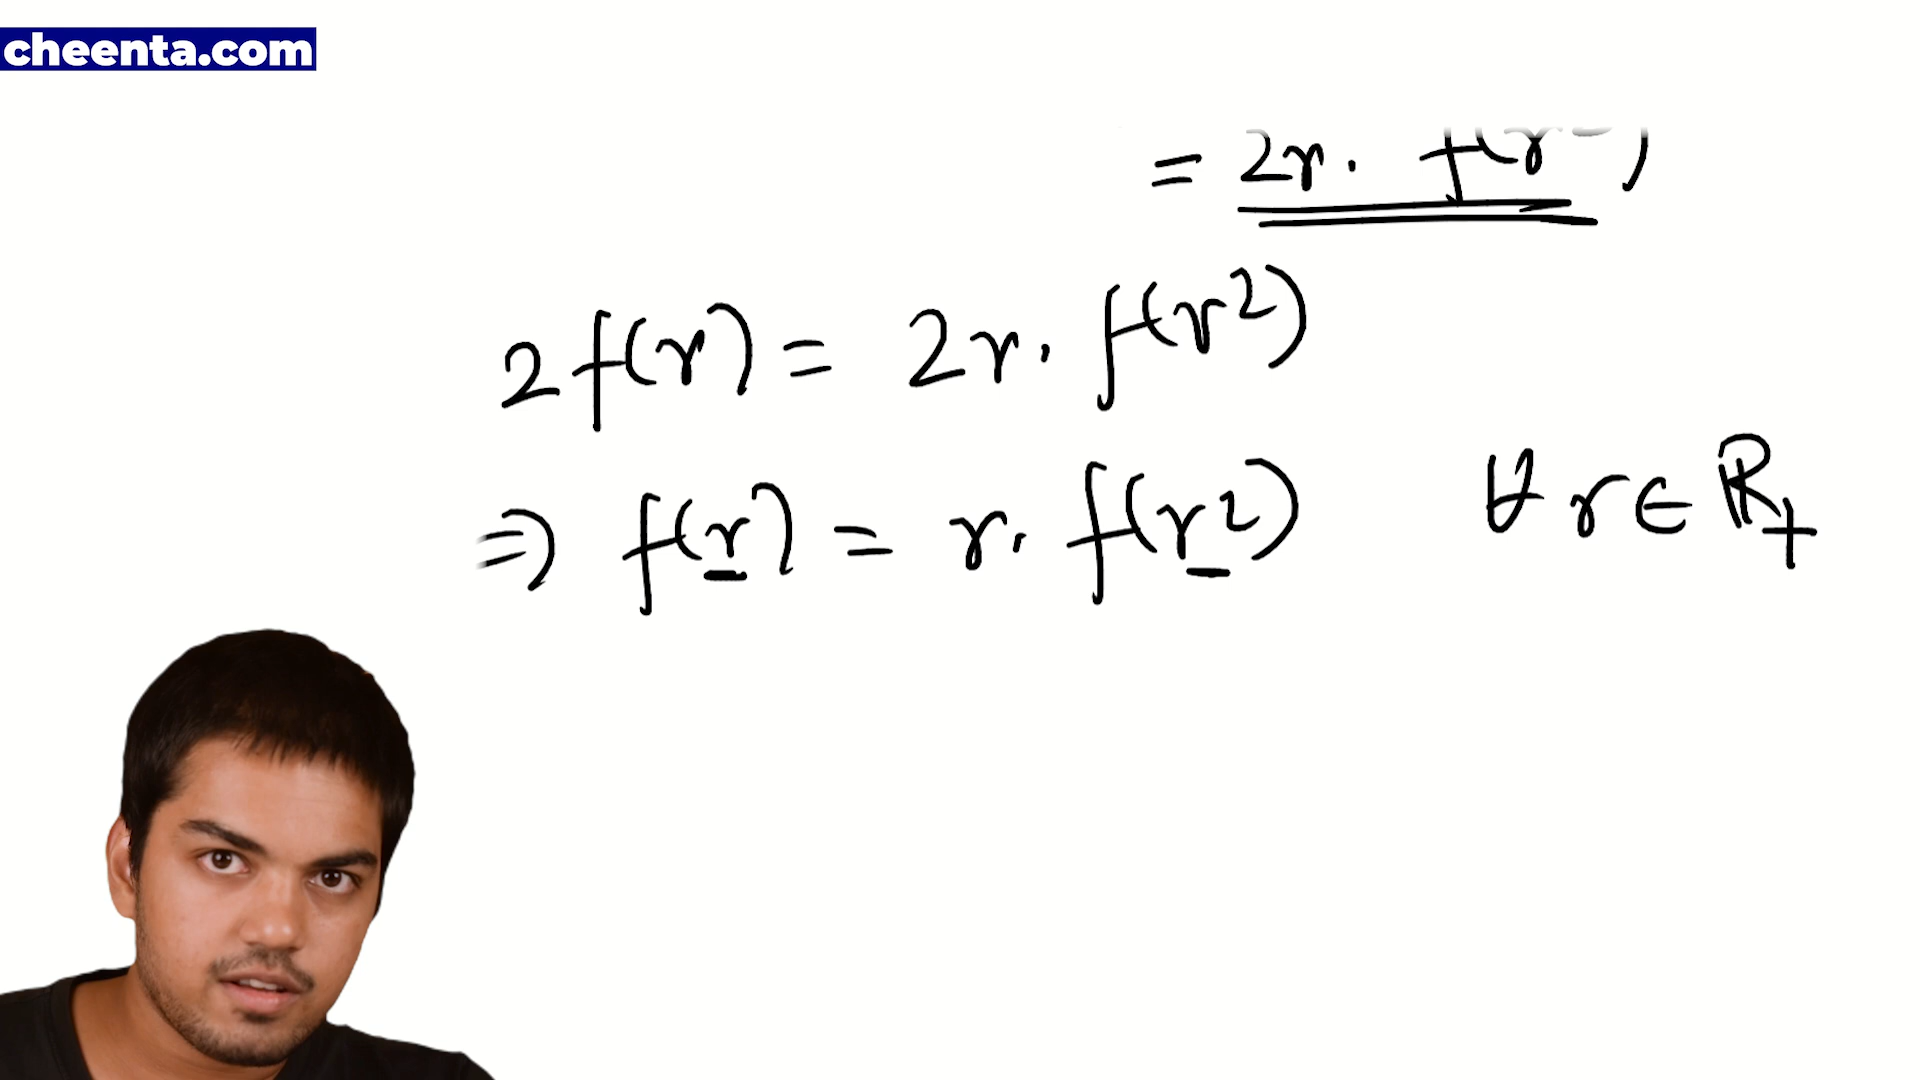 cheenta.com
= 2r. f(r²)
2f(r) = 2r. f(r²)
⇒ f(r) = r. f(r²) ∀ r ∈ ℝ₊